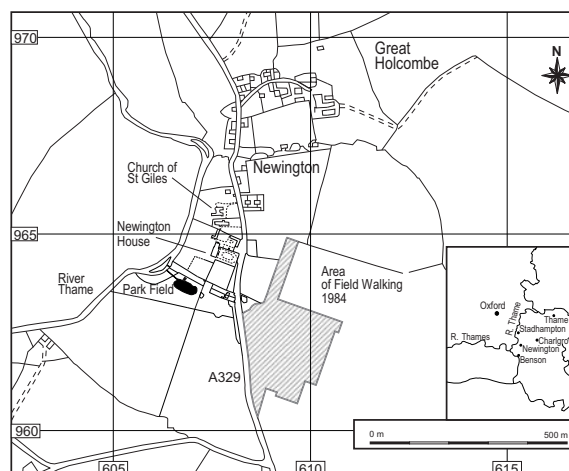 970
Great
Holcombe
N
Church of
St Giles
Newington
965
Newington
House
River
Thame
Park Field
Area
of Field Walking
1984
A329
960
605
610
615
Oxford
R. Thame
Thame
Stadhampton
R. Thames
Charlgro
Newington
Benson
0 m
500 m